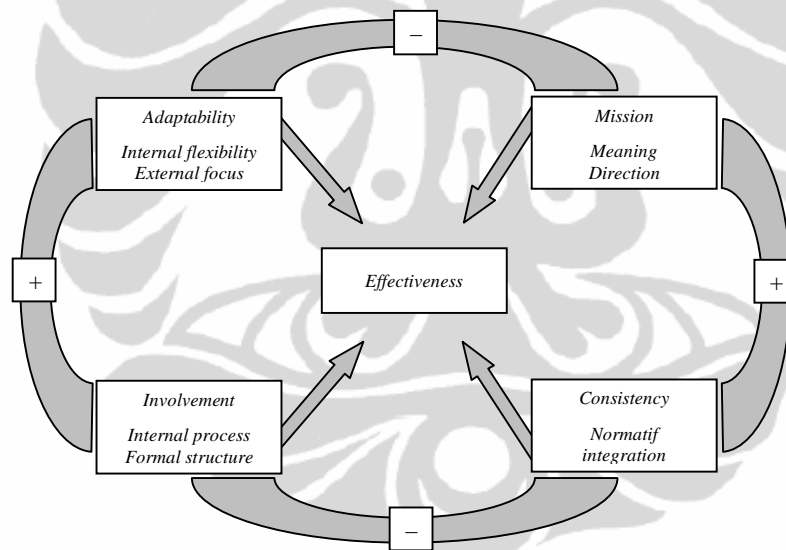 −
Adaptability
Internal flexibility
External focus
Mission
Meaning
Direction
+
Effectiveness
+
Involvement
Internal process
Formal structure
Consistency
Normatif
integration
−